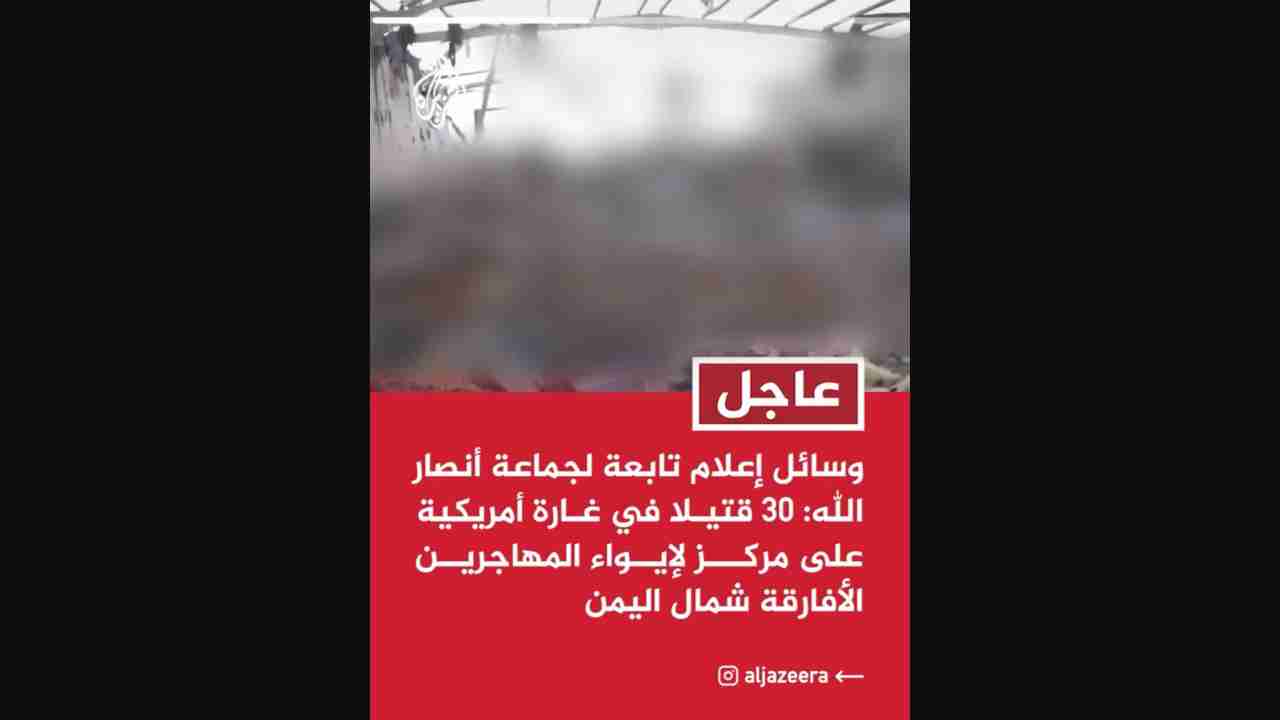 عاجل
وسائل إعلام تابعة لجماعة أنصار
الله: 30 قتيلا في غارة أمريكية
على مركز لإيواء المهاجرين
الأفارقة شمال اليمن
aljazeera